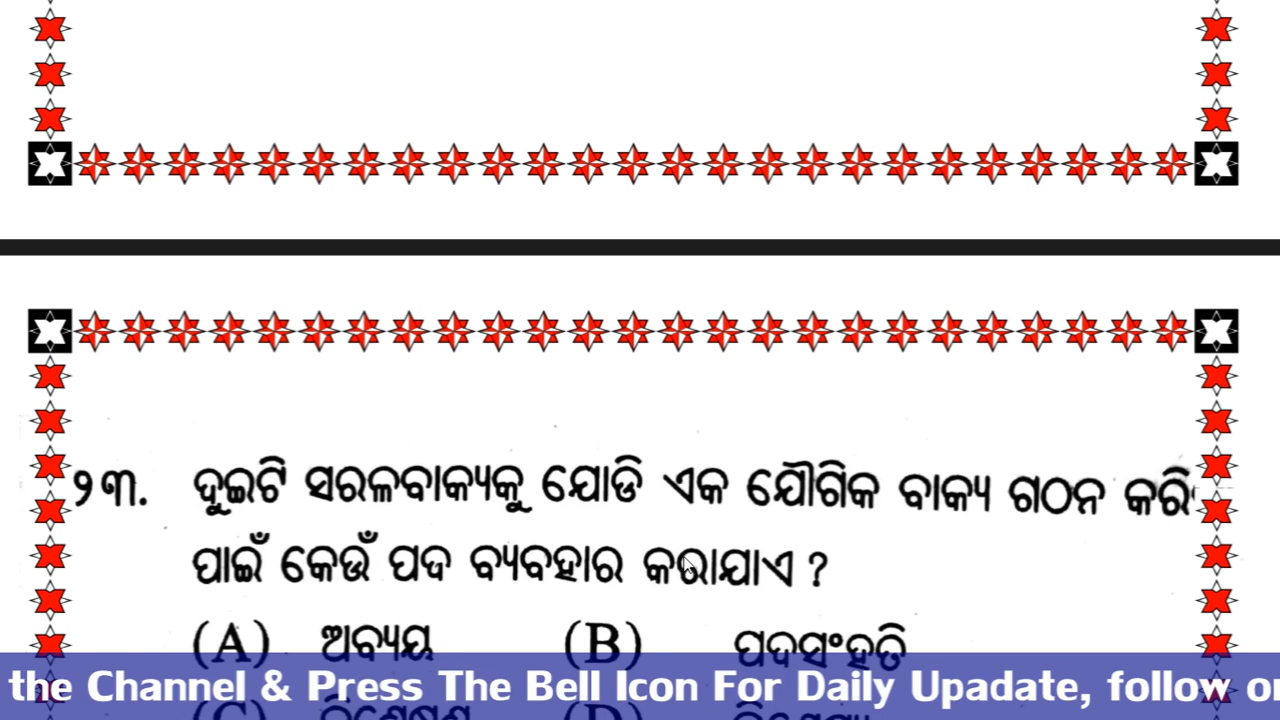 ୨୩. ଦୁଇଟି ସରଳବାକ୍ୟକୁ ଯୋଡି ଏକ ଯୌଗିକ ବାକ୍ୟ ଗଠନ କରି
ପାଇଁ କେଉଁ ପଦ ବ୍ୟବହାର କରାଯାଏ ?
(A) ଅବ୍ୟୟ (B) ପଦସଂହତି
the Channel & Press The Bell Icon For Daily Upadate, follow